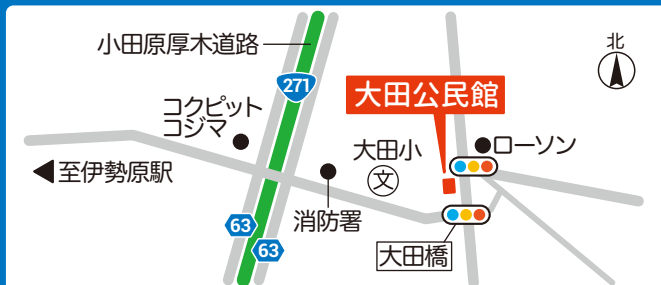 小田原厚木道路
北
271
大田公民館
コクピット
コジマ
大田小
文
ローソン
至伊勢原駅
消防署
63
63
大田橋